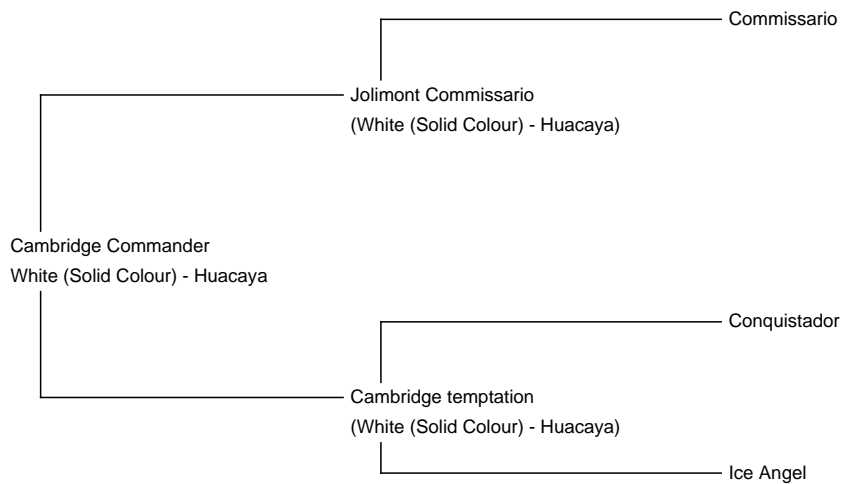 Commissario
Jolimont Commissario
(White (Solid Colour) - Huacaya)
Cambridge Commander
White (Solid Colour) - Huacaya
Conquistador
Cambridge temptation
(White (Solid Colour) - Huacaya)
Ice Angel